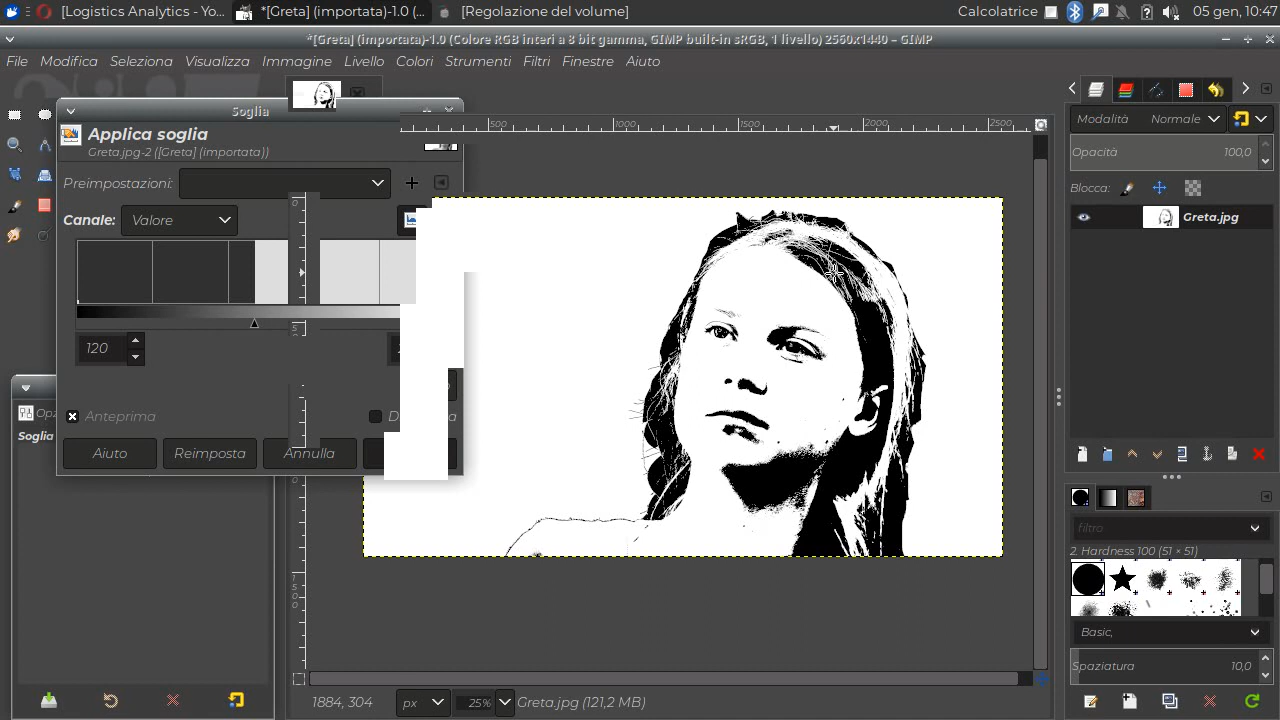 [Logistics Analytics - Yo... *[Greta] (importata)-1.0 (... [Regolazione del volume] Calcolatrice 05 gen, 10:47
*[Greta] (importata)-1.0 (Colore RGB interi a 8 bit gamma, GIMP built-in sRGB, 1 livello) 2560x1440 – GIMP
File Modifica Seleziona Visualizza Immagine Livello Colori Strumenti Filtri Finestre Aiuto
Soglia
Applica soglia
Greta.jpg-2 ([Greta] (importata))
Preimpostazioni:
Canale: Valore
120
Anteprima
Aiuto Reimposta Annulla
Soglia
500 1000 1500 2000 2500
1884, 304 px 25% Greta.jpg (121,2 MB)
Modalità Normale
Opacità 100,0
Blocca:
Greta.jpg
filtro
2. Hardness 100 (51 × 51)
Basic,
Spaziatura 10,0